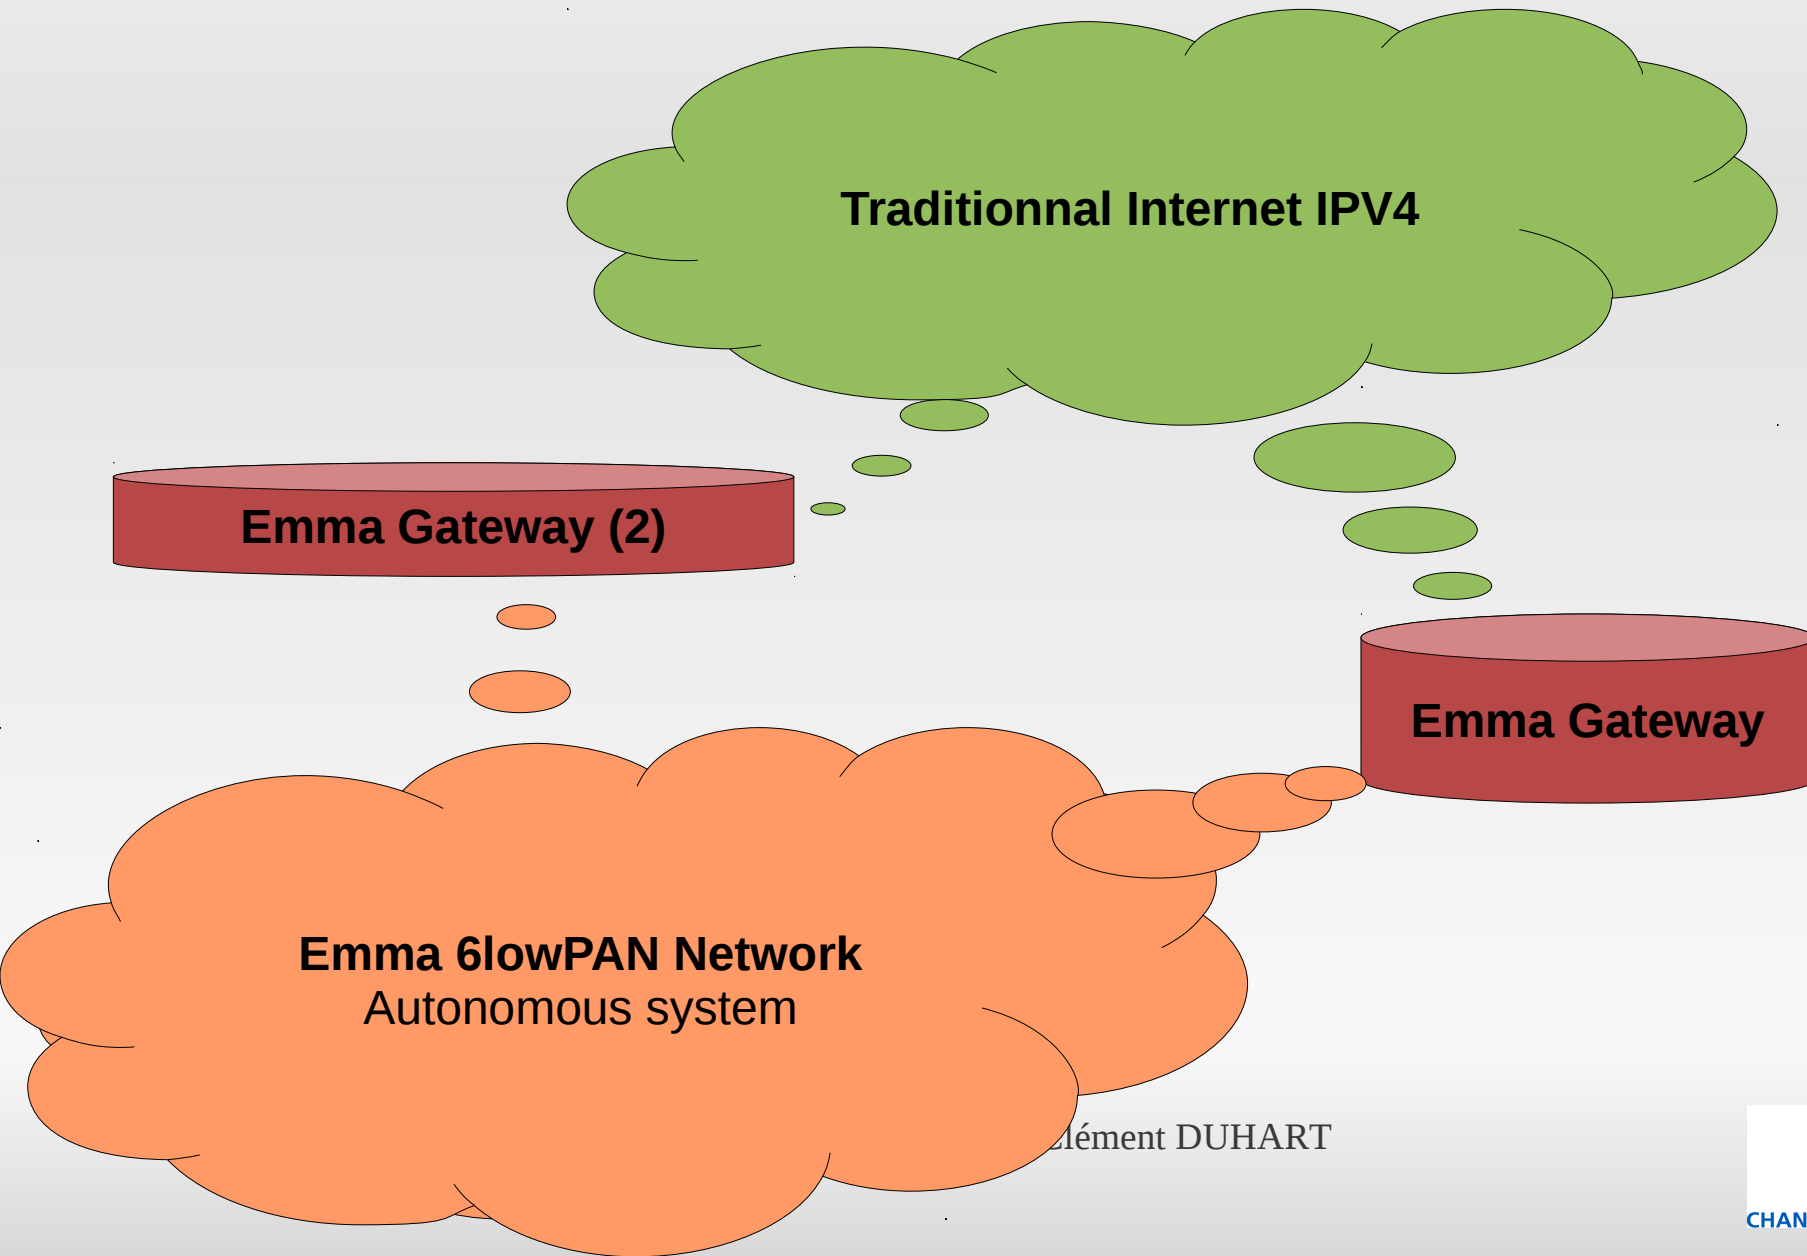 Traditionnal Internet IPV4
Emma Gateway (2)
Emma Gateway
Emma 6lowPAN Network
Autonomous system
lément DUHART
CHAN